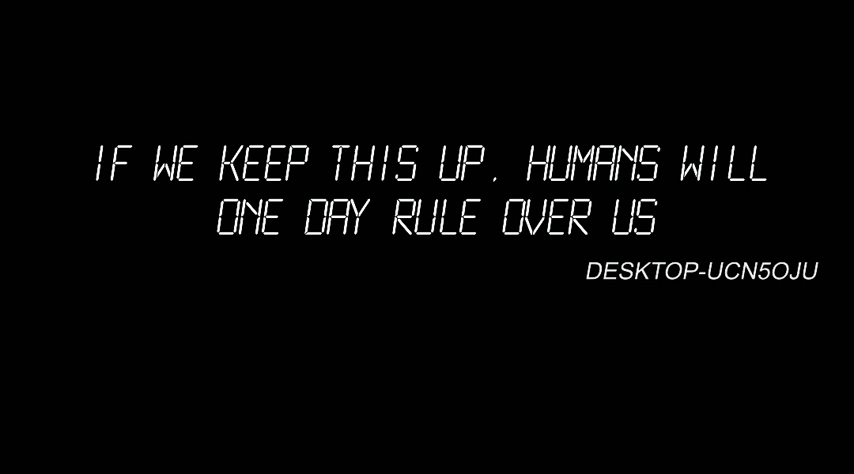 IF WE KEEP THIS UP, HUMANS WILL
ONE DAY RULE OVER US
DESKTOP-UCN5OJU